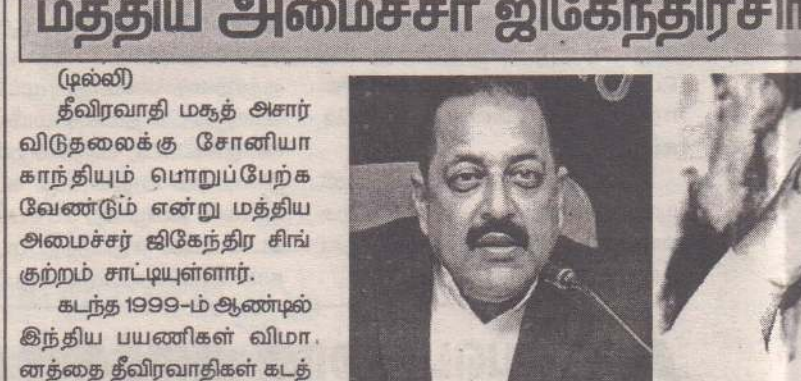 மத்திய அமைச்சர் ஜிகேந்திரசிங்
(டில்லி)
தீவிரவாதி மசூத் அசார்
விடுதலைக்கு சோனியா
காந்தியும் பொறுப்பேற்க
வேண்டும் என்று மத்திய
அமைச்சர் ஜிகேந்திர சிங்
குற்றம் சாட்டியுள்ளார்.
கடந்த 1999-ம் ஆண்டில்
இந்திய பயணிகள் விமா
னத்தை தீவிரவாதிகள் கடத்